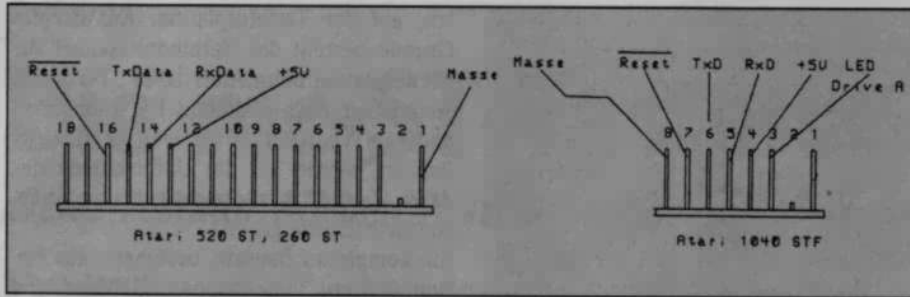 Reset TxData RxData +5V Masse
18 16 14 12 10 9 8 7 6 5 4 3 2 1
Atari 520 ST, 260 ST
Masse Reset TxD RxD +5V LED
Drive A
8 7 6 5 4 3 2 1
Atari 1040 STF